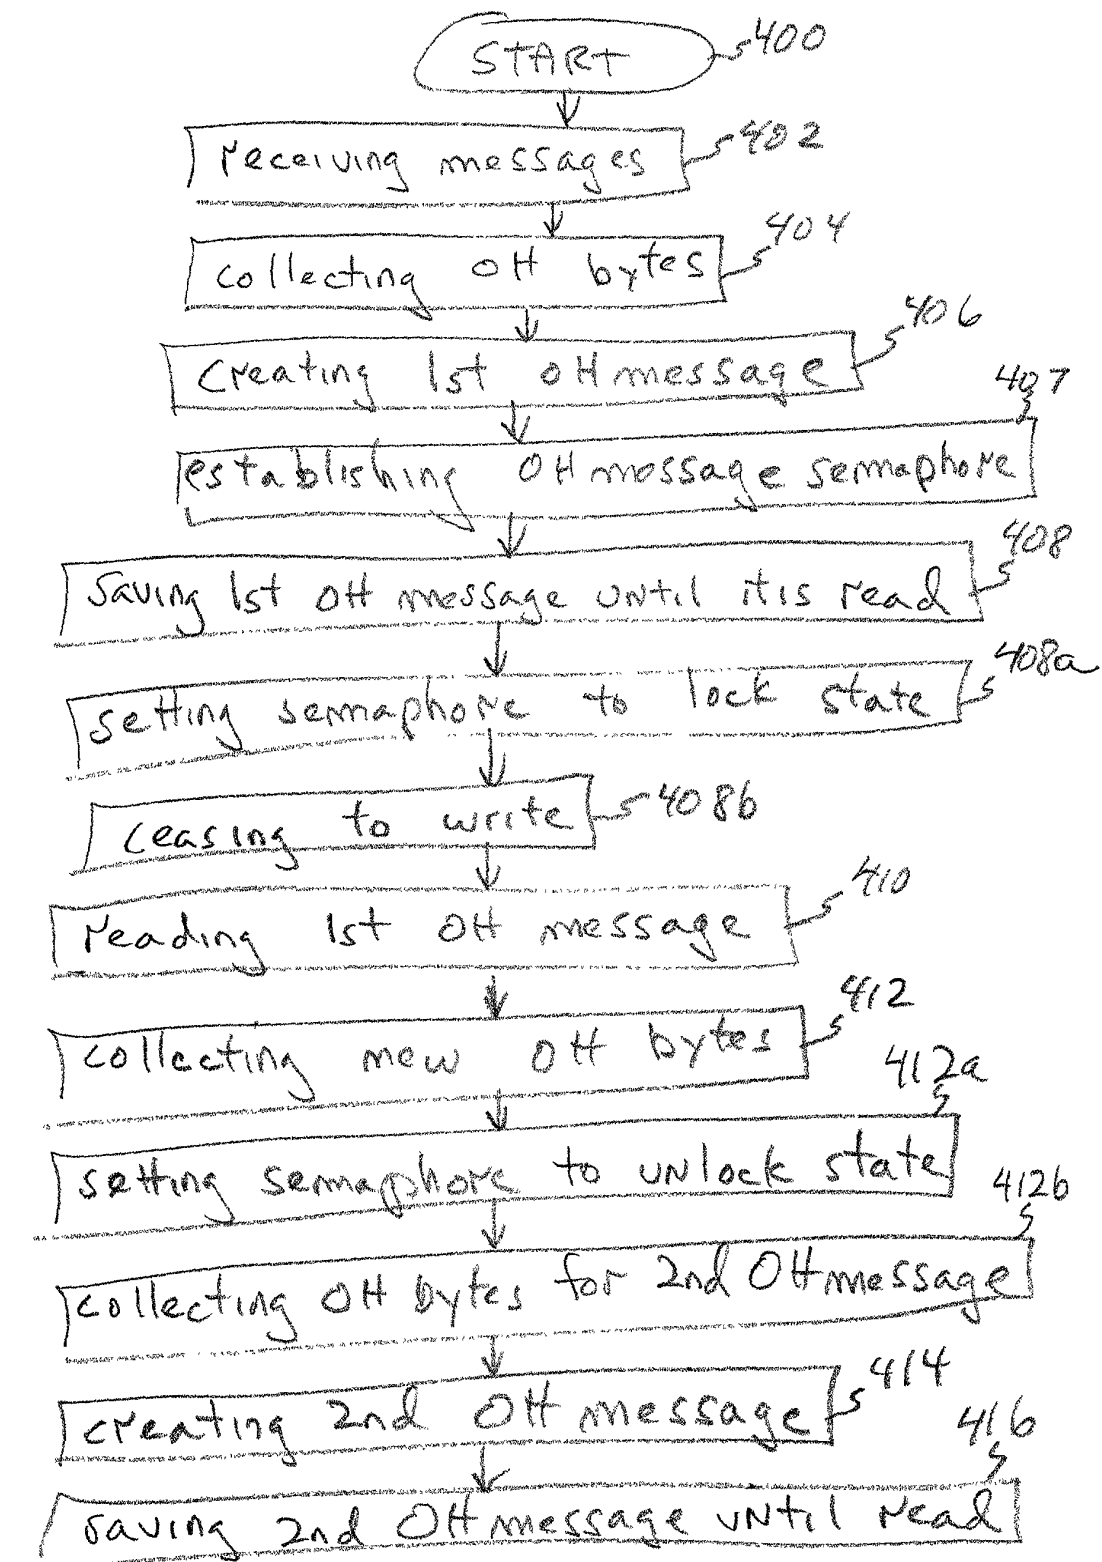 START 400
receiving messages 402
collecting OH bytes 404
creating 1st OH message 406
407
establishing OH message semaphore
408
saving 1st OH message until it is read
408a
setting semaphore to lock state
ceasing to write 408b
410
reading 1st OH message
412
collecting new OH bytes
412a
setting semaphore to unlock state
412b
collecting OH bytes for 2nd OH message
414
creating 2nd OH message
416
saving 2nd OH message until read